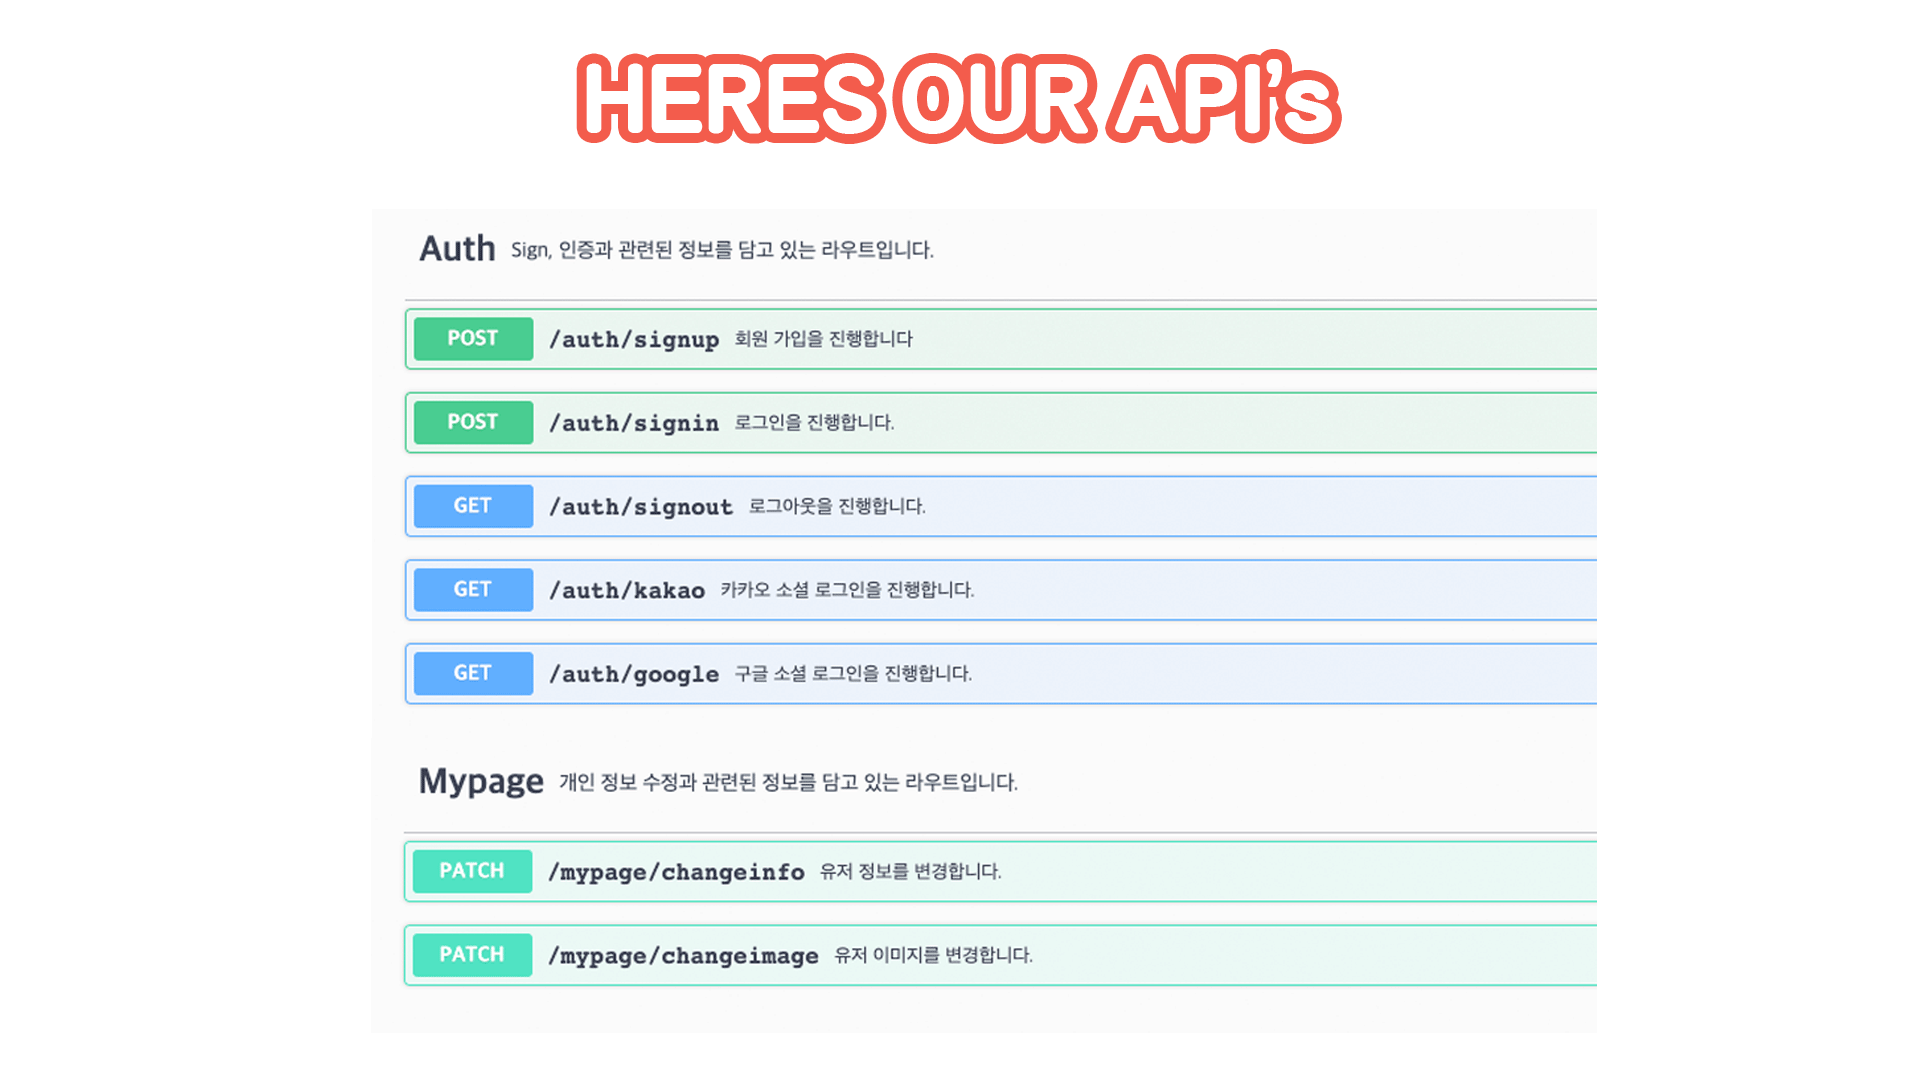 HERES OUR API's
Auth Sign, 인증과 관련된 정보를 담고 있는 라우트입니다.
POST /auth/signup 회원 가입을 진행합니다
POST /auth/signin 로그인을 진행합니다.
GET /auth/signout 로그아웃을 진행합니다.
GET /auth/kakao 카카오 소셜 로그인을 진행합니다.
GET /auth/google 구글 소셜 로그인을 진행합니다.
Mypage 개인 정보 수정과 관련된 정보를 담고 있는 라우트입니다.
PATCH /mypage/changeinfo 유저 정보를 변경합니다.
PATCH /mypage/changeimage 유저 이미지를 변경합니다.